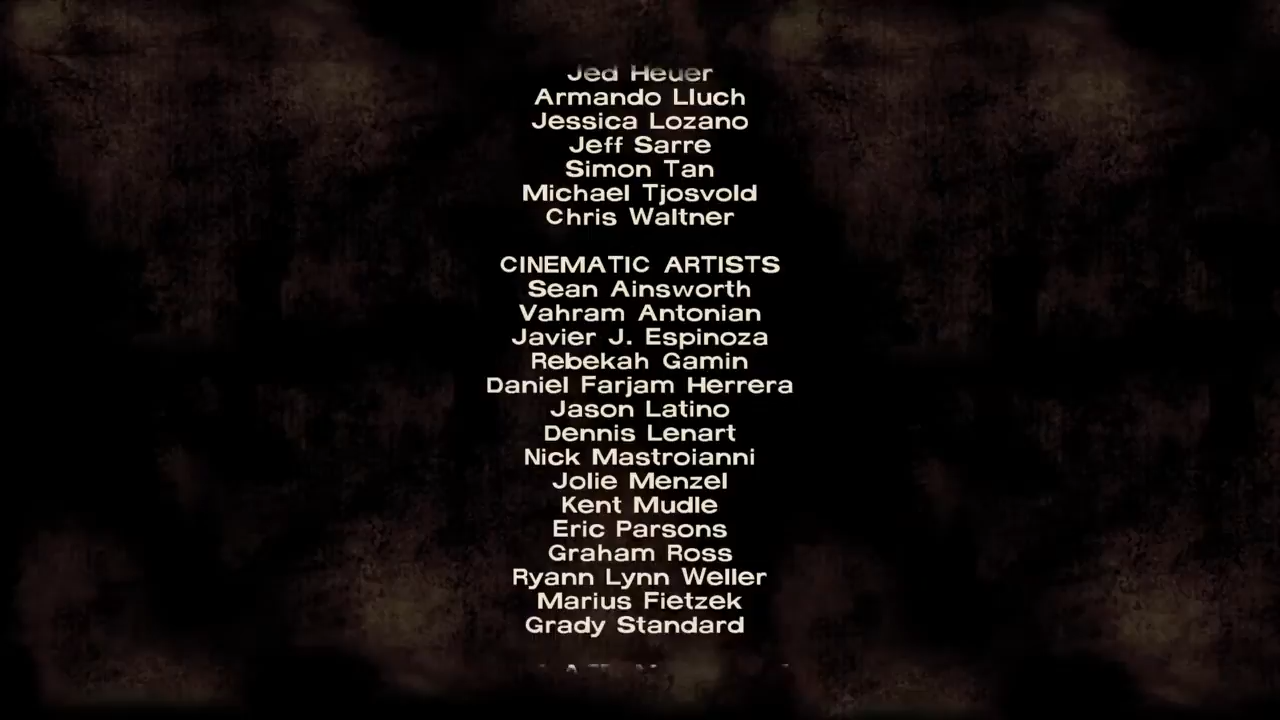 Jed Heuer
Armando Lluch
Jessica Lozano
Jeff Sarre
Simon Tan
Michael Tjosvold
Chris Waltner
CINEMATIC ARTISTS
Sean Ainsworth
Vahram Antonian
Javier J. Espinoza
Rebekah Gamin
Daniel Farjam Herrera
Jason Latino
Dennis Lenart
Nick Mastroianni
Jolie Menzel
Kent Mudle
Eric Parsons
Graham Ross
Ryann Lynn Weller
Marius Fietzek
Grady Standard